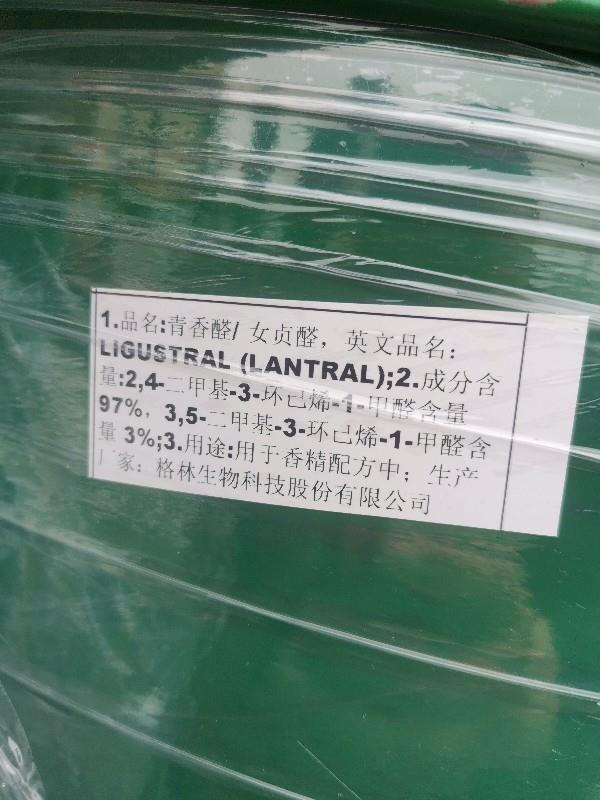 1.品名:青香醛/ 女贞醛，英文品名：
LIGUSTRAL (LANTRAL);2.成分含
量:2,4-二甲基-3-环己烯-1-甲醛含量
97%，3,5-二甲基-3-环己烯-1-甲醛含
量 3%;3.用途:用于香精配方中；生产
厂家：格林生物科技股份有限公司